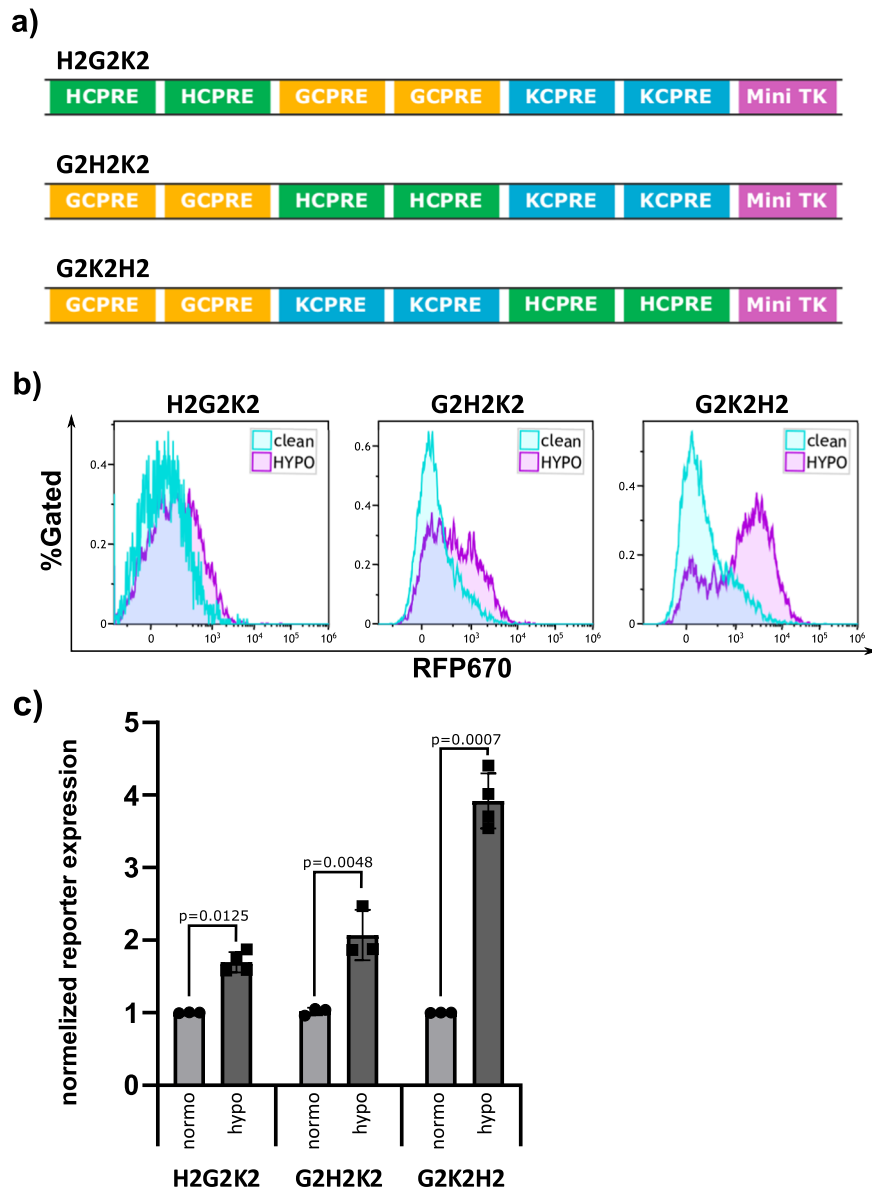 a)
H2G2K2
HCPRE HCPRE GCPRE GCPRE KCPRE KCPRE Mini TK
G2H2K2
GCPRE GCPRE HCPRE HCPRE KCPRE KCPRE Mini TK
G2K2H2
GCPRE GCPRE KCPRE KCPRE HCPRE HCPRE Mini TK
b)
H2G2K2 G2H2K2 G2K2H2
%Gated
clean
HYPO
0.4
0.2
0
0 10³ 10⁴ 10⁵ 10⁶
clean
HYPO
0.6
0.4
0.2
0
0 10³ 10⁴ 10⁵ 10⁶
clean
HYPO
0.4
0.2
0
0 10³ 10⁴ 10⁵ 10⁶
RFP670
c)
normelized reporter expression
5
4
3
2
1
0
p=0.0125
p=0.0048
p=0.0007
normo hypo normo hypo normo hypo
H2G2K2 G2H2K2 G2K2H2